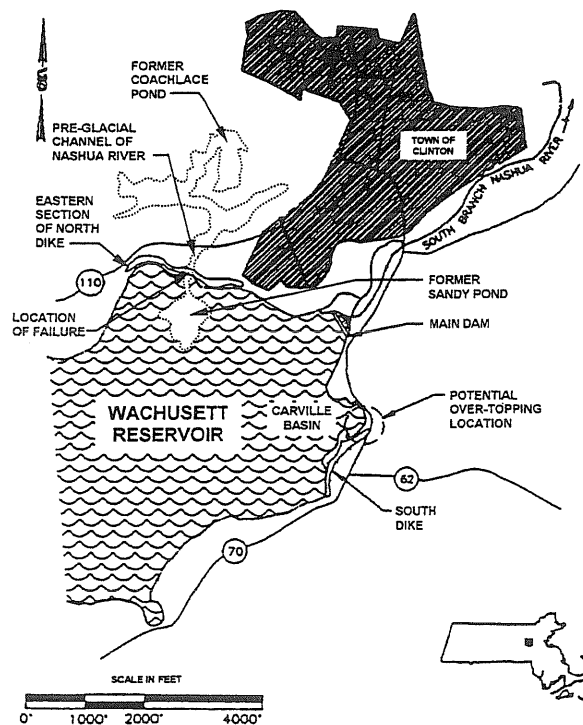 FORMER
COACHLACE
POND
PRE-GLACIAL
CHANNEL OF
NASHUA RIVER
TOWN OF
CLINTON
SOUTH BRANCH NASHUA RIVER
EASTERN
SECTION
OF NORTH
DIKE
110
LOCATION
OF FAILURE
FORMER
SANDY POND
MAIN DAM
WACHUSETT
RESERVOIR
CARVILLE
BASIN
POTENTIAL
OVER-TOPPING
LOCATION
62
SOUTH
DIKE
70
SCALE IN FEET
0' 1000' 2000' 4000'